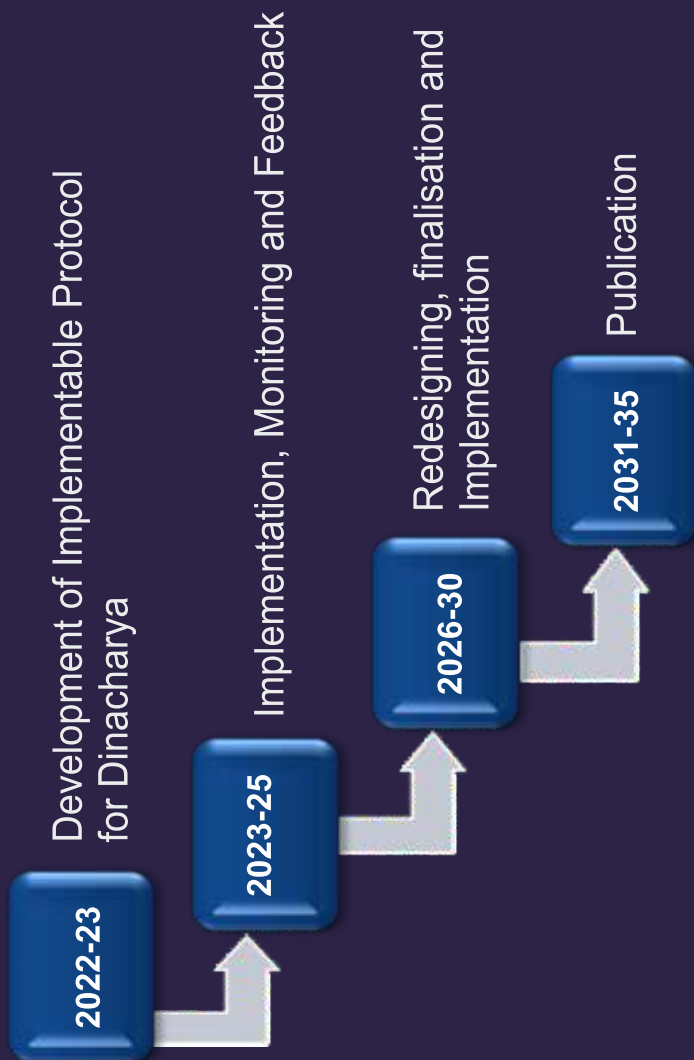 2022-23
Development of Implementable Protocol
for Dinacharya
2023-25
Implementation, Monitoring and Feedback
2026-30
Redesigning, finalisation and
Implementation
2031-35
Publication